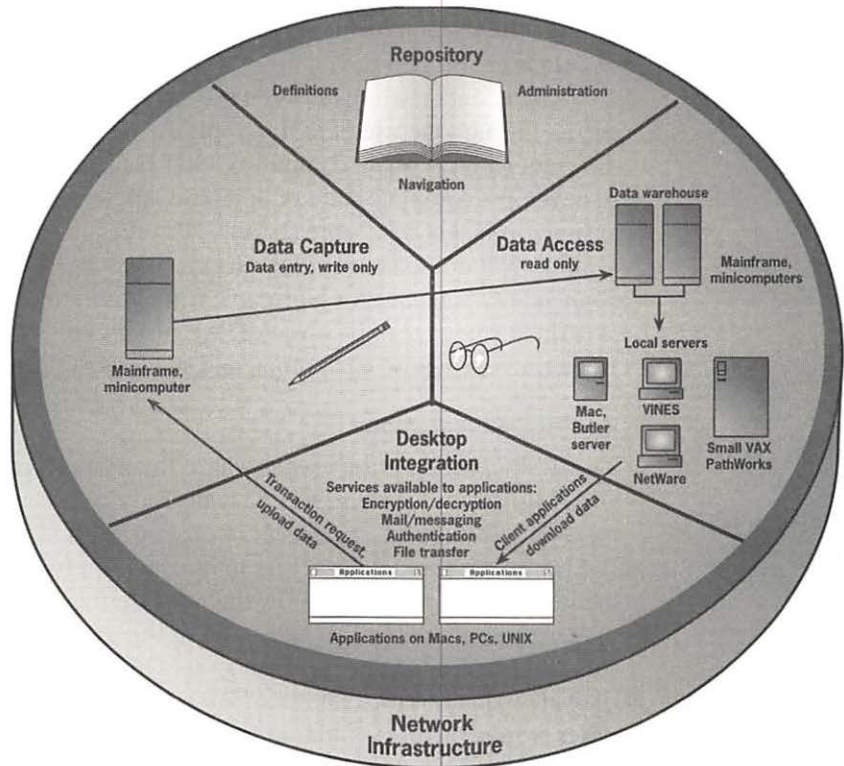 Repository
Definitions
Administration
Navigation
Data warehouse
Data Capture
Data entry, write only
Data Access
read only
Mainframe,
minicomputers
Mainframe,
minicomputer
Local servers
Mac,
Butler
server
VINES
NetWare
Small VAX
PathWorks
Desktop
Integration
Services available to applications:
Encryption/decryption
Mail/messaging
Authentication
File transfer
Transaction request,
upload data
Client applications
download data
Applications
Applications
Applications on Macs, PCs, UNIX
Network
Infrastructure